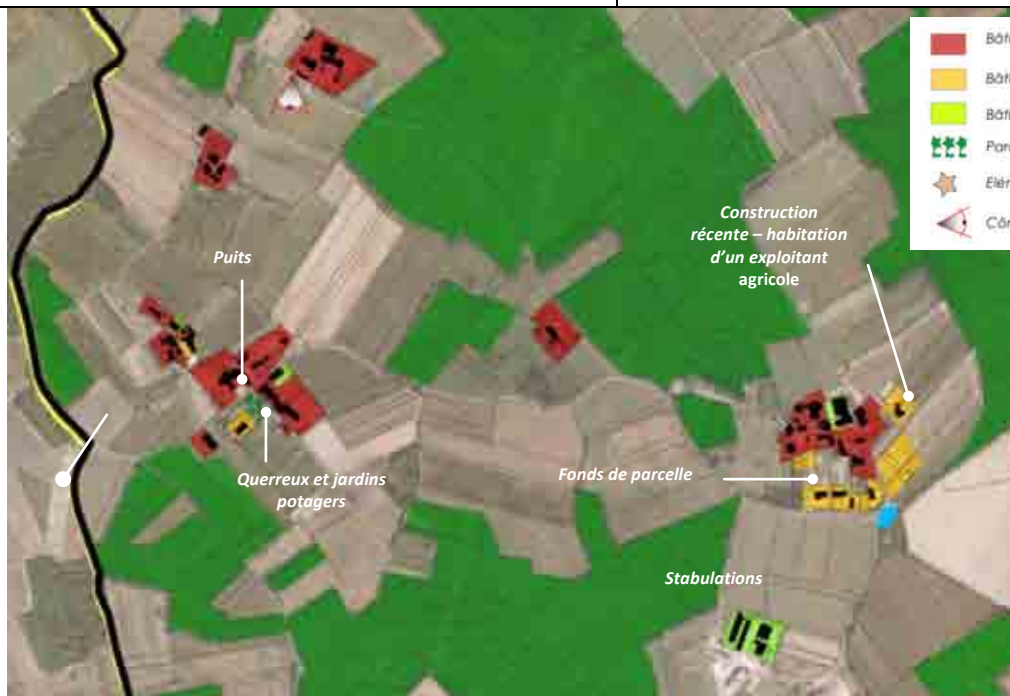 Puits
Construction
récente – habitation
d'un exploitant
agricole
Querreux et jardins
potagers
Fonds de parcelle
Stabulations